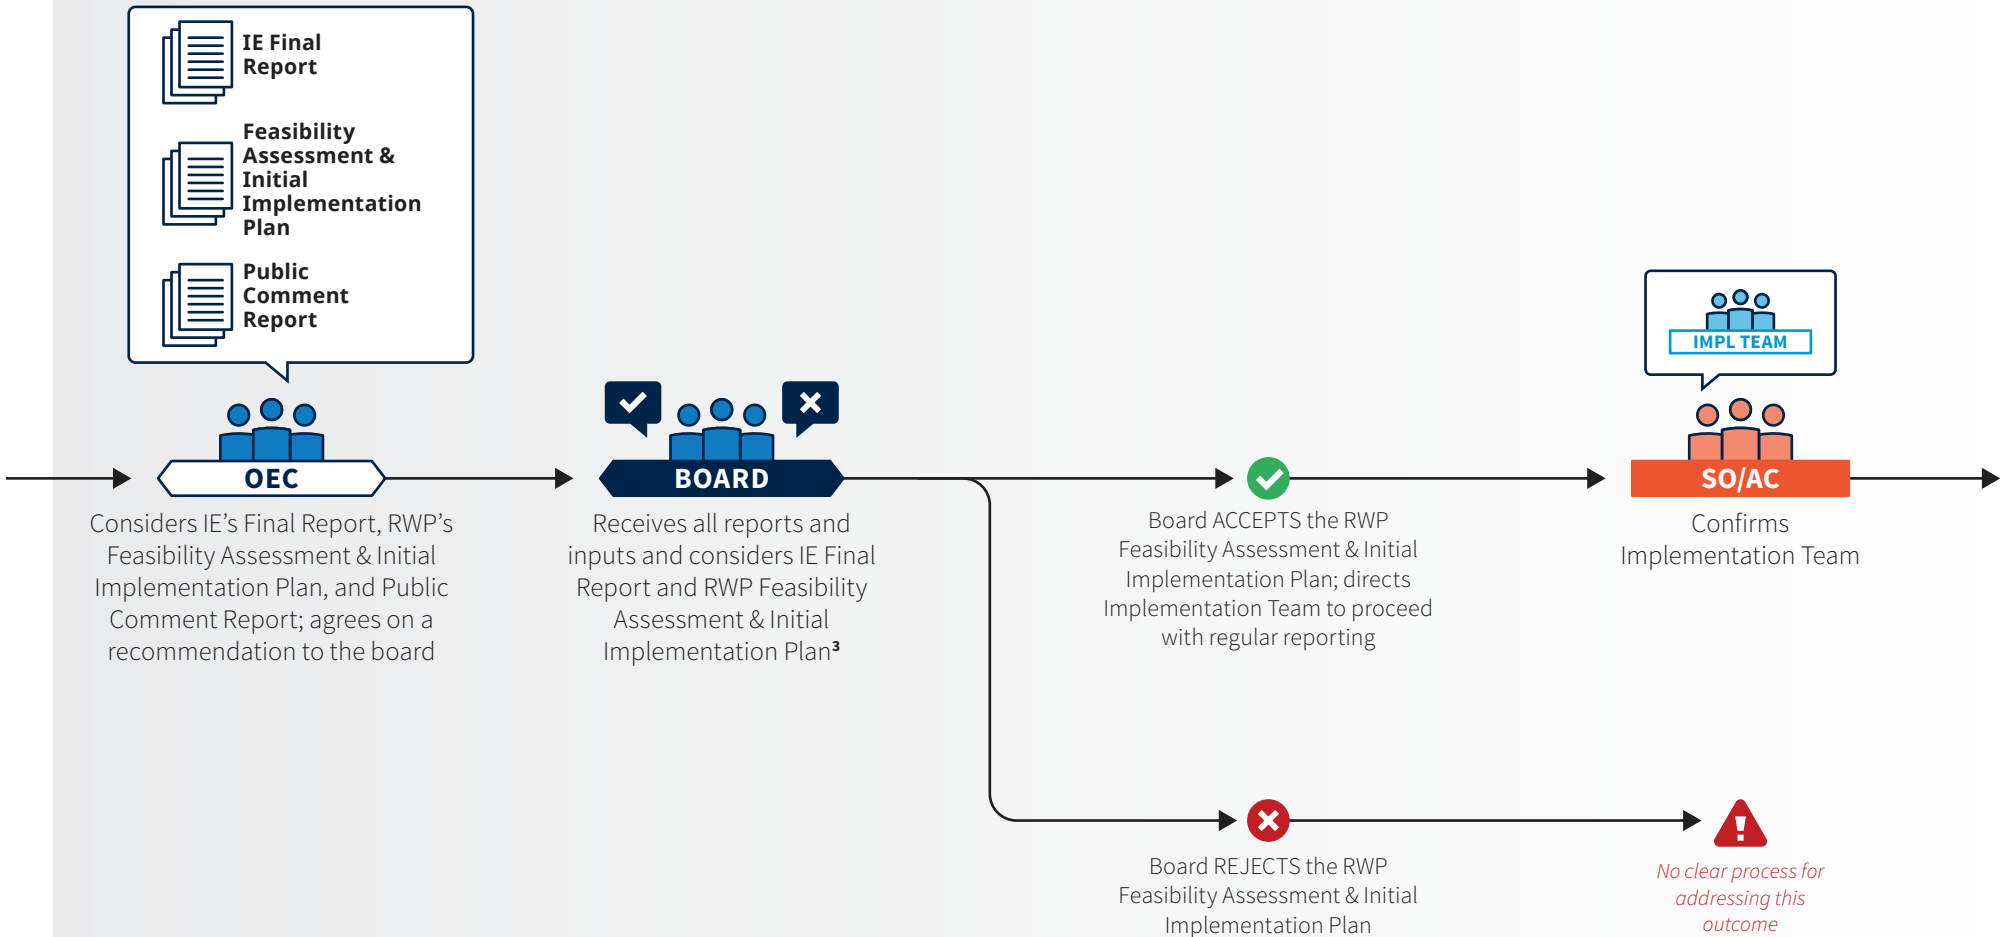 IE Final
Report
Feasibility
Assessment &
Initial
Implementation
Plan
Public
Comment
Report
OEC
Considers IE’s Final Report, RWP’s
Feasibility Assessment & Initial
Implementation Plan, and Public
Comment Report; agrees on a
recommendation to the board
BOARD
Receives all reports and
inputs and considers IE Final
Report and RWP Feasibility
Assessment & Initial
Implementation Plan³
Board ACCEPTS the RWP
Feasibility Assessment & Initial
Implementation Plan; directs
Implementation Team to proceed
with regular reporting
IMPL TEAM
SO/AC
Confirms
Implementation Team
Board REJECTS the RWP
Feasibility Assessment & Initial
Implementation Plan
No clear process for
addressing this
outcome